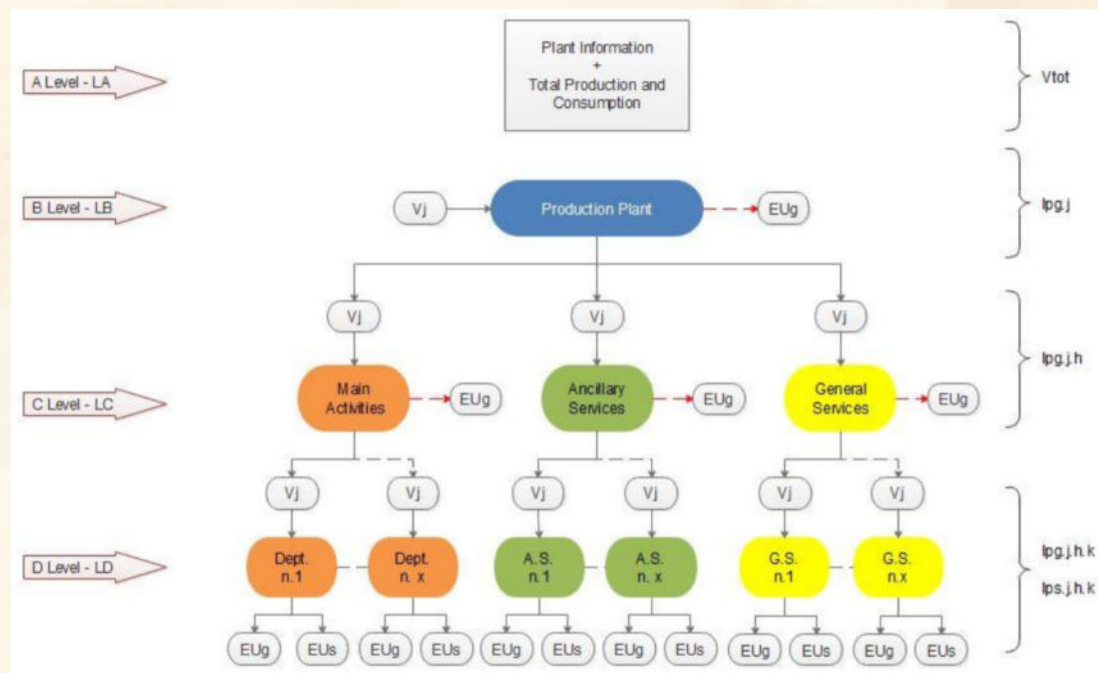 Plant Information
+
Total Production and
Consumption
A Level - LA
Vtot
B Level - LB
Vj
Production Plant
EUg
Ipg.j
Vj
Vj
Vj
Ipg.j.h
C Level - LC
Main
Activities
EUg
Ancillary
Services
EUg
General
Services
EUg
Vj
Vj
Vj
Vj
Vj
Vj
D Level - LD
Dept.
n.1
Dept.
n. x
A.S.
n.1
A.S.
n. x
G.S.
n.1
G.S.
n.x
Ipg.j.h.k
Ips.j.h.k
EUg
EUs
EUg
EUs
EUg
EUs
EUg
EUs
EUg
EUs
EUg
EUs